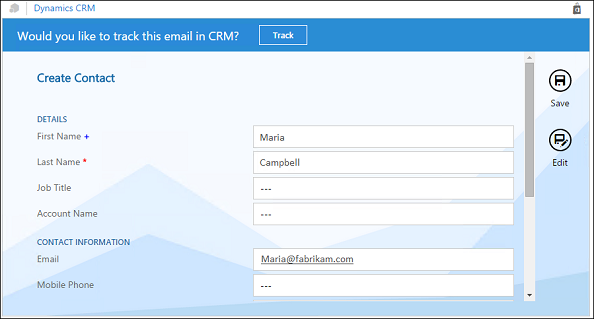 Dynamics CRM
Would you like to track this email in CRM? Track
Create Contact
Save
DETAILS
First Name + Maria
Edit
Last Name * Campbell
Job Title ---
Account Name ---
CONTACT INFORMATION
Email Maria@fabrikam.com
Mobile Phone ---